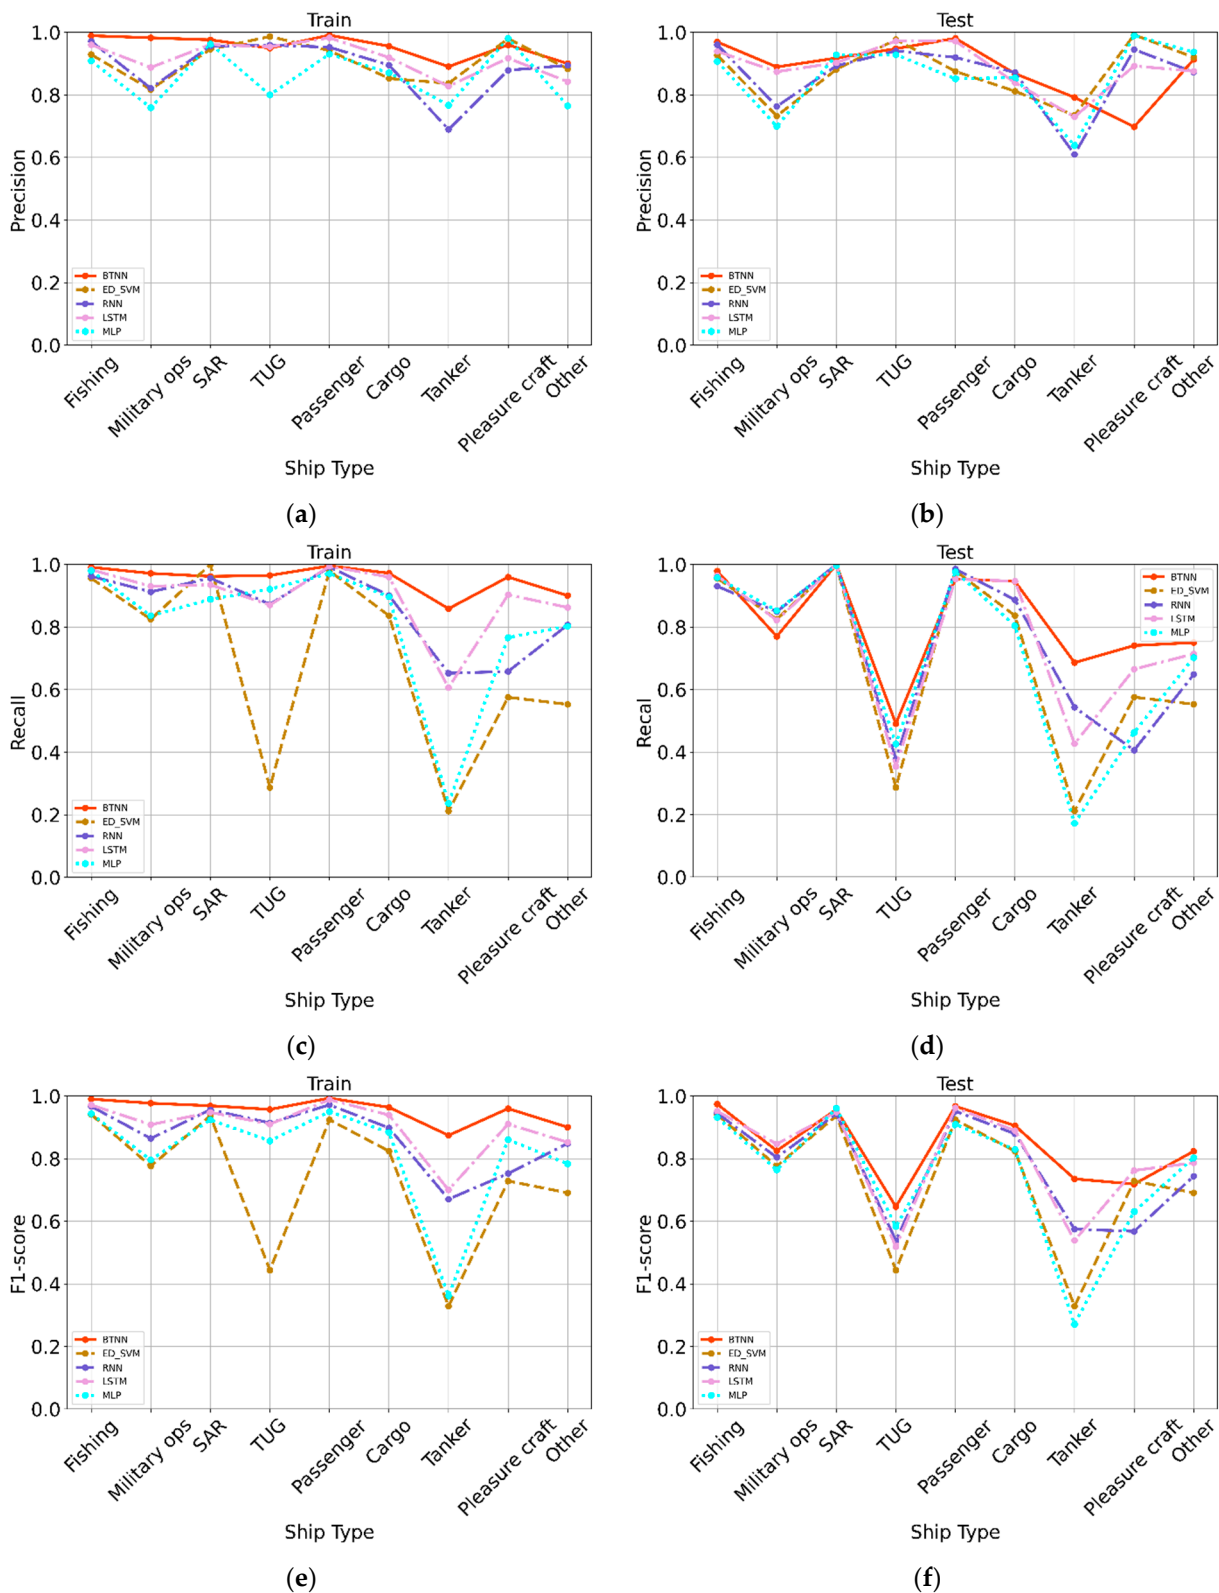 Train
Precision
1.0
0.8
0.6
0.4
0.2
0.0
BTNN
ED_SVM
RNN
LSTM
MLP
Fishing
Military ops
SAR
TUG
Passenger
Cargo
Tanker
Pleasure craft
Other
Ship Type
(a)
Test
Precision
1.0
0.8
0.6
0.4
0.2
0.0
BTNN
ED_SVM
RNN
LSTM
MLP
Fishing
Military ops
SAR
TUG
Passenger
Cargo
Tanker
Pleasure craft
Other
Ship Type
(b)
Train
Recall
1.0
0.8
0.6
0.4
0.2
0.0
BTNN
ED_SVM
RNN
LSTM
MLP
Fishing
Military ops
SAR
TUG
Passenger
Cargo
Tanker
Pleasure craft
Other
Ship Type
(c)
Test
Recall
1.0
0.8
0.6
0.4
0.2
0.0
BTNN
ED_SVM
RNN
LSTM
MLP
Fishing
Military ops
SAR
TUG
Passenger
Cargo
Tanker
Pleasure craft
Other
Ship Type
(d)
Train
F1-score
1.0
0.8
0.6
0.4
0.2
0.0
BTNN
ED_SVM
RNN
LSTM
MLP
Fishing
Military ops
SAR
TUG
Passenger
Cargo
Tanker
Pleasure craft
Other
Ship Type
(e)
Test
F1-score
1.0
0.8
0.6
0.4
0.2
0.0
BTNN
ED_SVM
RNN
LSTM
MLP
Fishing
Military ops
SAR
TUG
Passenger
Cargo
Tanker
Pleasure craft
Other
Ship Type
(f)